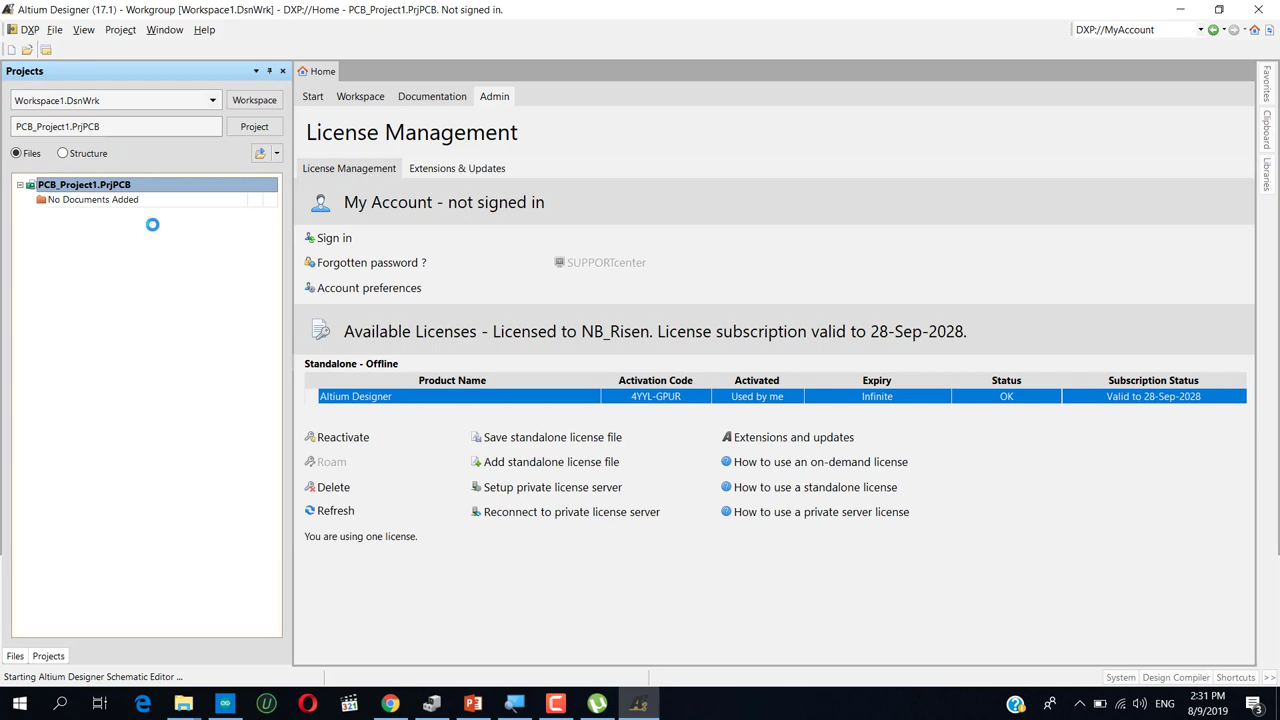 Altium Designer (17.1) - Workgroup [Workspace1.DsnWrk] - DXP://Home - PCB_Project1.PrjPCB. Not signed in.
DXP File View Project Window Help DXP://MyAccount
Projects
Home
Workspace1.DsnWrk Workspace
Start Workspace Documentation Admin
PCB_Project1.PrjPCB Project
License Management
Files Structure
License Management Extensions & Updates
PCB_Project1.PrjPCB
No Documents Added
My Account - not signed in
Sign in
Forgotten password ? SUPPORTcenter
Account preferences
Available Licenses - Licensed to NB_Risen. License subscription valid to 28-Sep-2028.
Standalone - Offline
Product Name Activation Code Activated Expiry Status Subscription Status
Altium Designer 4YYL-GPUR Used by me Infinite OK Valid to 28-Sep-2028
Reactivate Save standalone license file Extensions and updates
Roam Add standalone license file How to use an on-demand license
Delete Setup private license server How to use a standalone license
Refresh Reconnect to private license server How to use a private server license
You are using one license.
Favorites
Clipboard
Libraries
Files Projects
Starting Altium Designer Schematic Editor ...
System Design Compiler Shortcuts >>
ENG
2:31 PM
8/9/2019
3